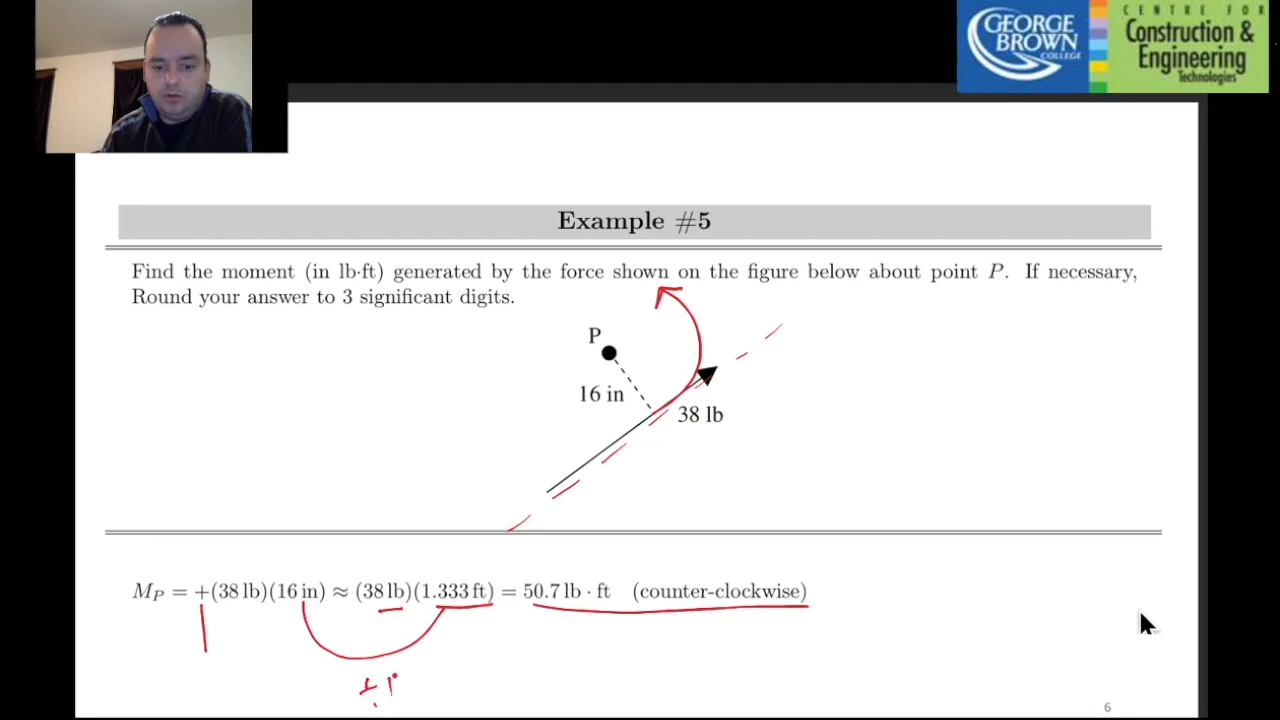 GEORGE
BROWN
COLLEGE
CENTRE FOR
Construction &
Engineering
Technologies
Example #5
Find the moment (in lb·ft) generated by the force shown on the figure below about point P. If necessary,
Round your answer to 3 significant digits.
P
16 in
38 lb
M_P = +(38 lb)(16 in) ≈ (38 lb)(1.333 ft) = 50.7 lb · ft (counter-clockwise)
6